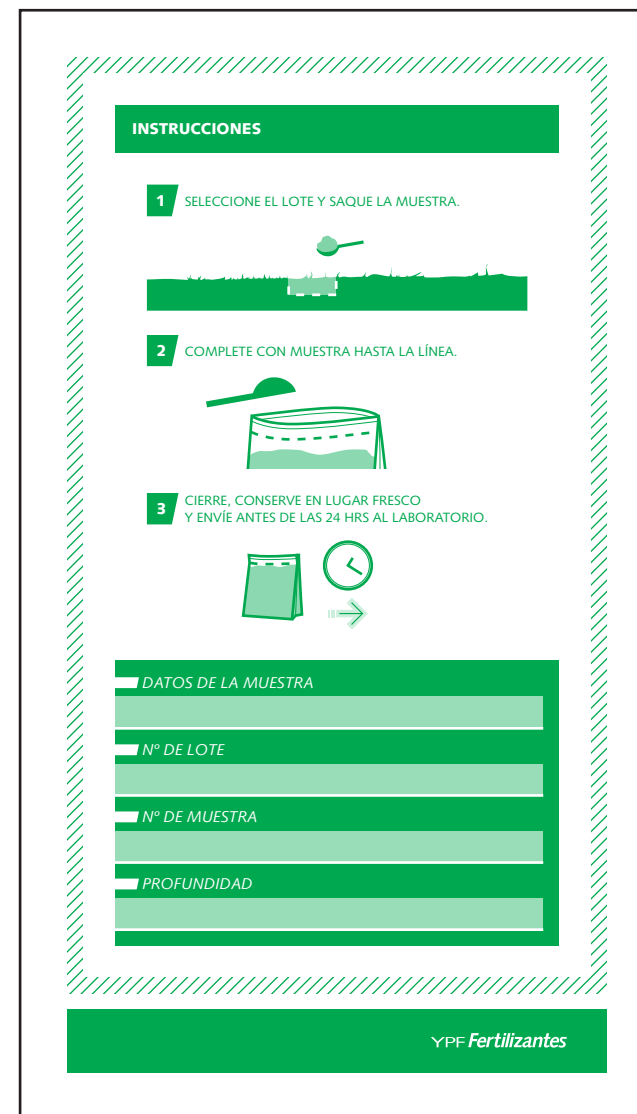 INSTRUCCIONES
1 SELECCIONE EL LOTE Y SAQUE LA MUESTRA.
2 COMPLETE CON MUESTRA HASTA LA LÍNEA.
3 CIERRE, CONSERVE EN LUGAR FRESCO
Y ENVÍE ANTES DE LAS 24 HRS AL LABORATORIO.
DATOS DE LA MUESTRA
Nº DE LOTE
Nº DE MUESTRA
PROFUNDIDAD
YPF Fertilizantes